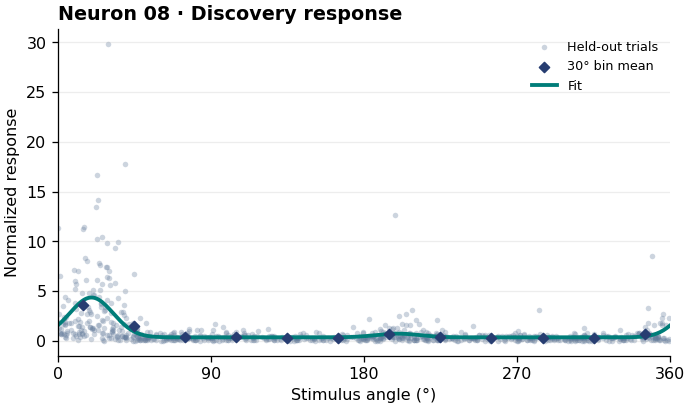 Neuron 08 · Discovery response
Held-out trials
30° bin mean
Fit
Normalized response
30
25
20
15
10
5
0
0 90 180 270 360
Stimulus angle (°)